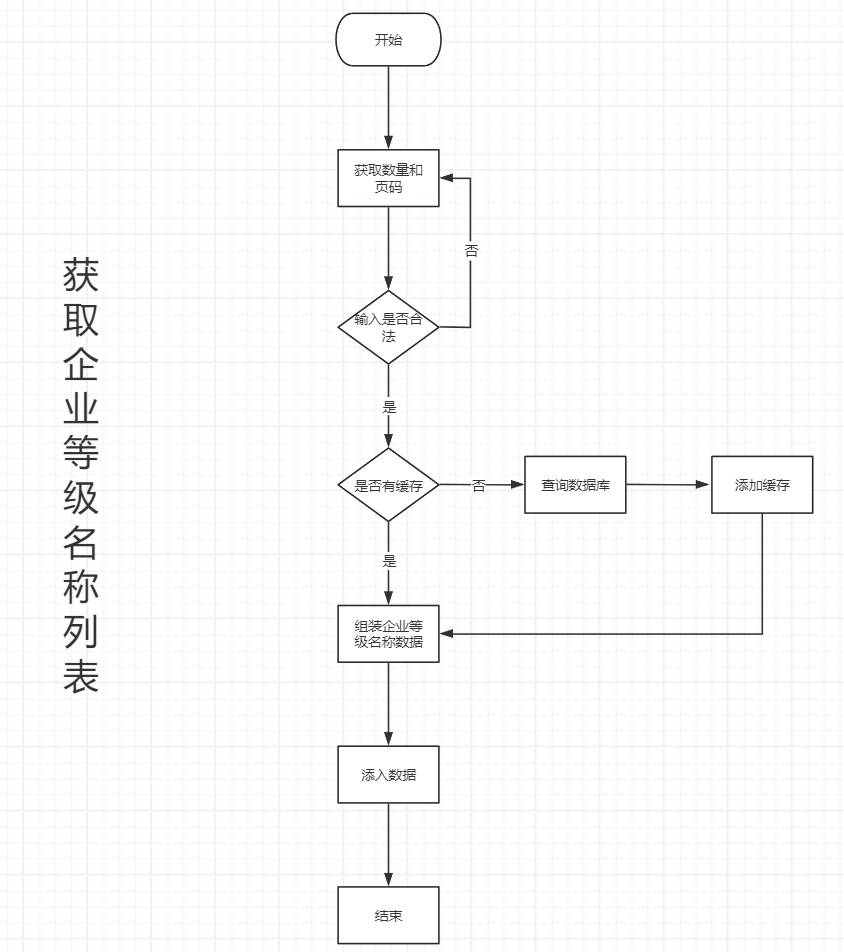 获取企业等级名称列表
开始
获取数量和
页码
否
输入是否合
法
是
是否有缓存
否
查询数据库
添加缓存
是
组装企业等
级名称数据
添入数据
结束